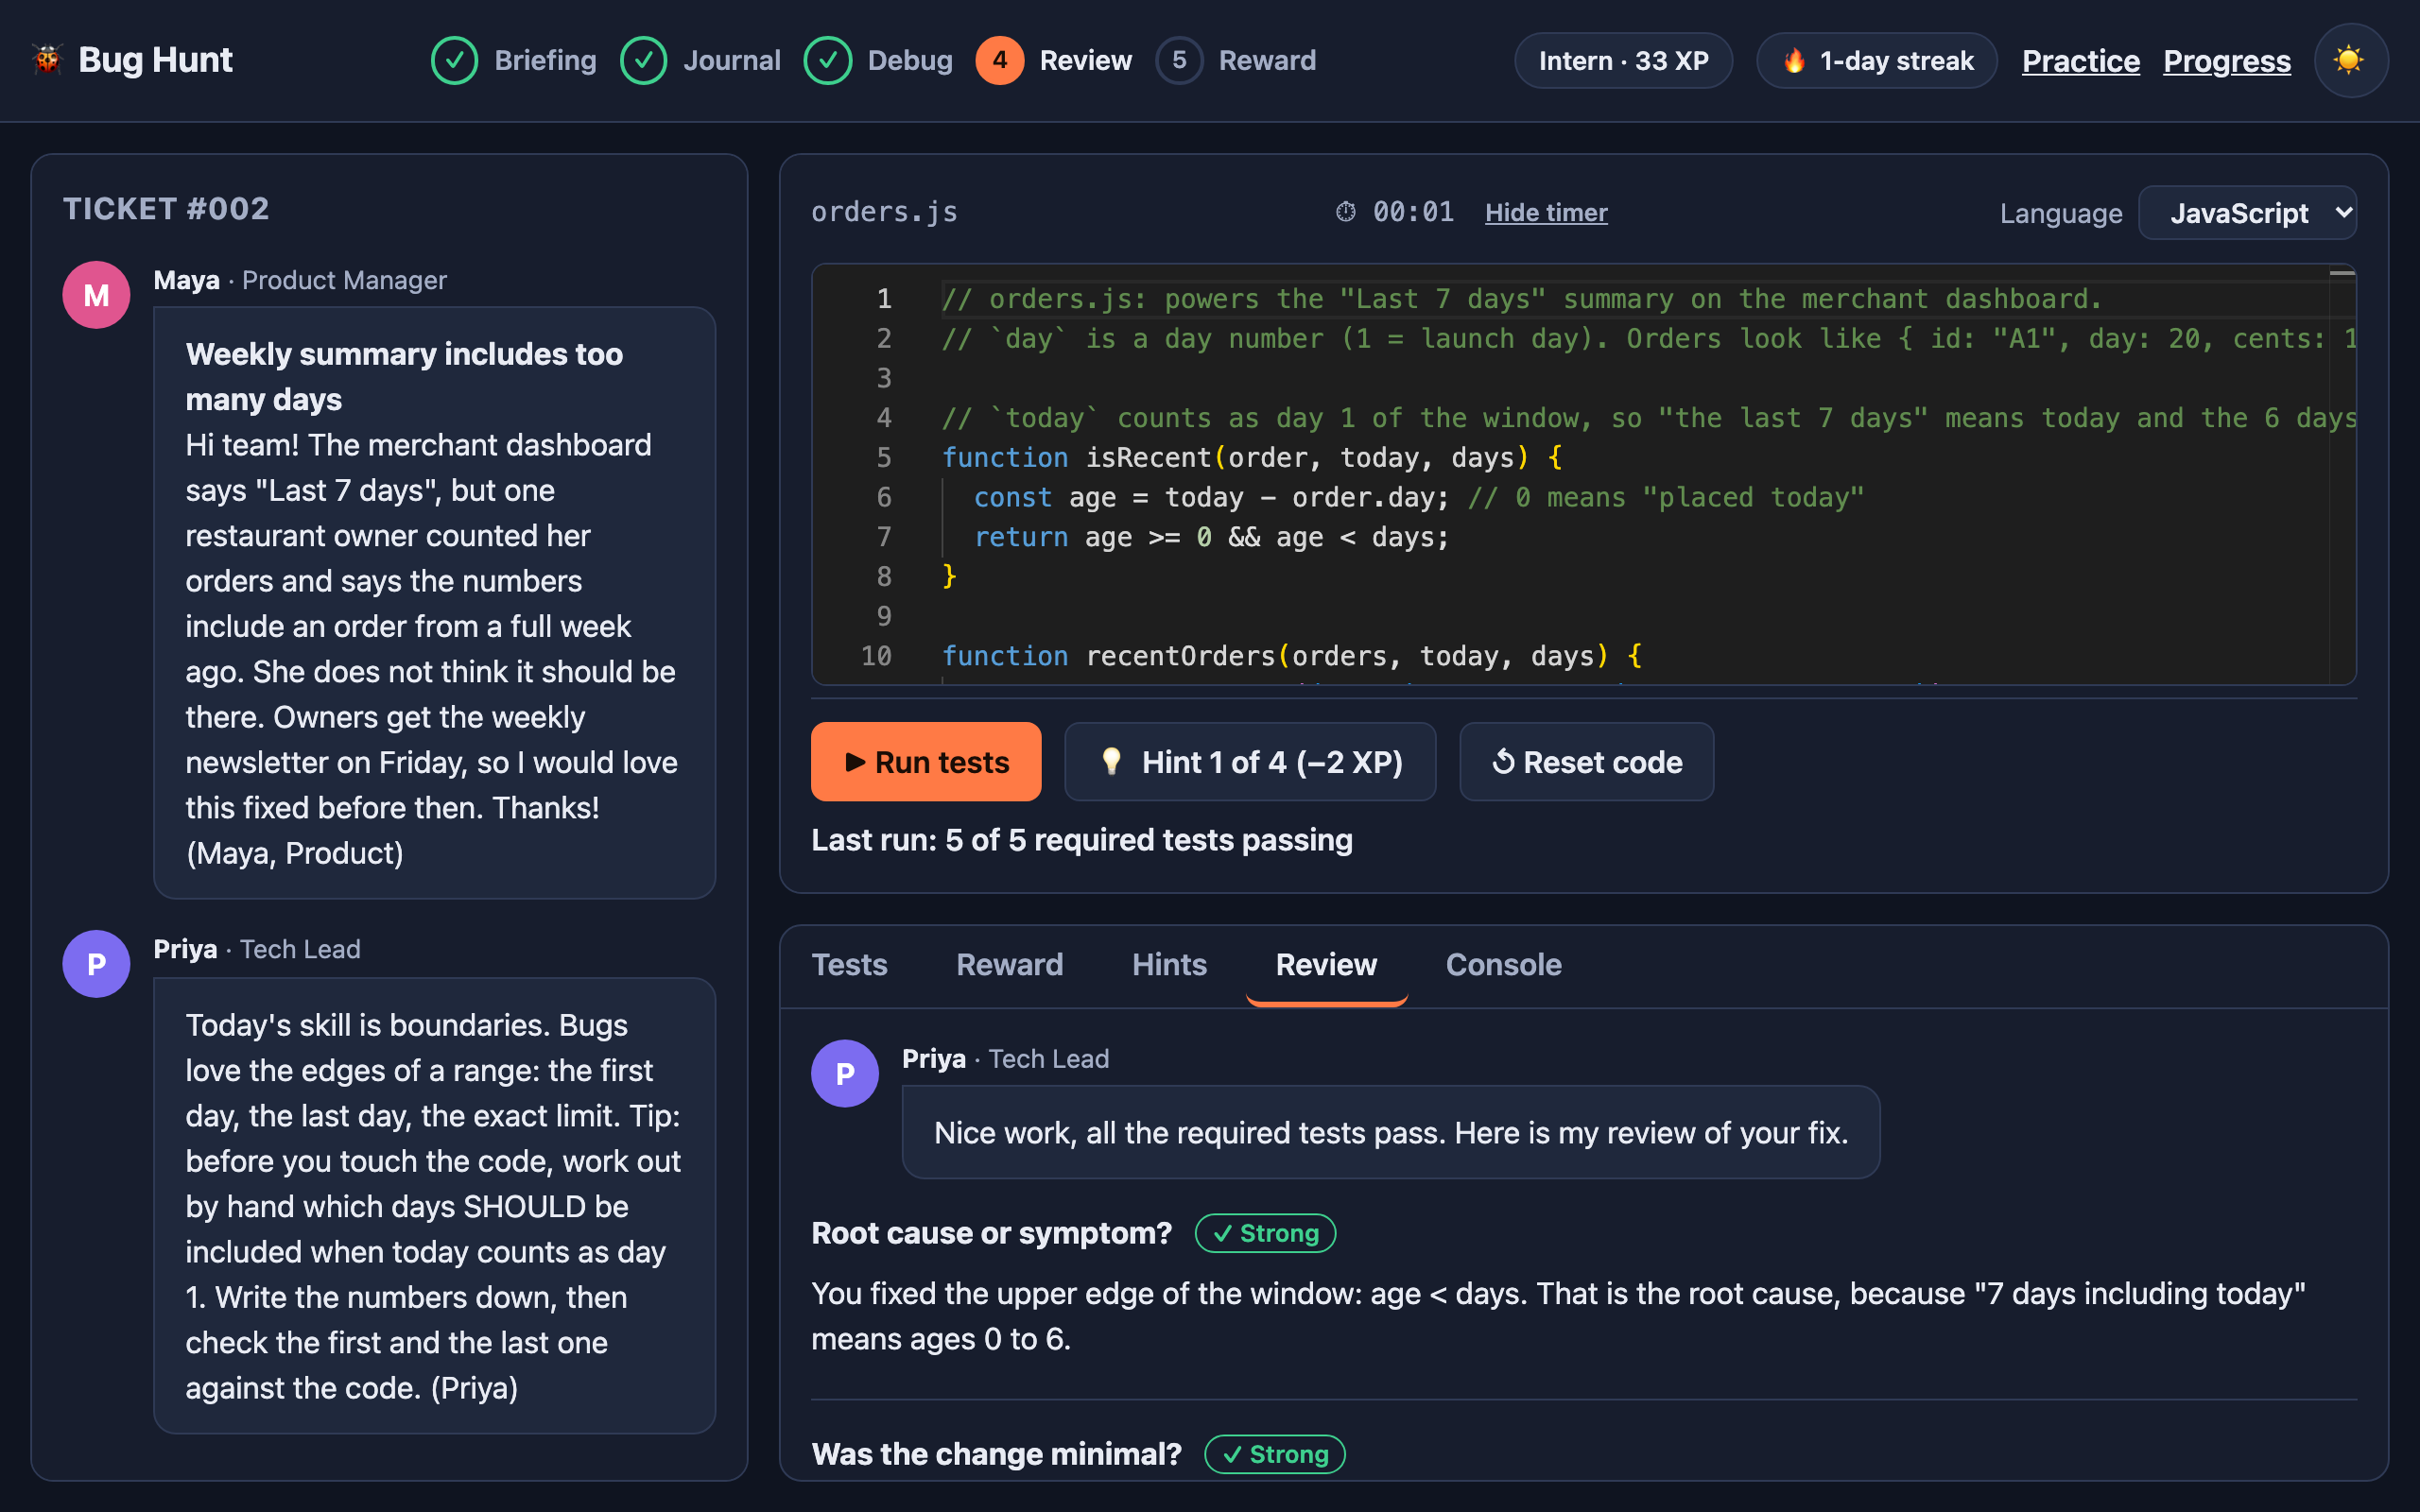 Bug Hunt
Briefing
Journal
Debug
4 Review
5 Reward
Intern · 33 XP
1-day streak
Practice
Progress
TICKET #002
M
Maya · Product Manager
Weekly summary includes too
many days
Hi team! The merchant dashboard
says "Last 7 days", but one
restaurant owner counted her
orders and says the numbers
include an order from a full week
ago. She does not think it should be
there. Owners get the weekly
newsletter on Friday, so I would love
this fixed before then. Thanks!
(Maya, Product)
P
Priya · Tech Lead
Today's skill is boundaries. Bugs
love the edges of a range: the first
day, the last day, the exact limit. Tip:
before you touch the code, work out
by hand which days SHOULD be
included when today counts as day
1. Write the numbers down, then
check the first and the last one
against the code. (Priya)
orders.js
00:01
Hide timer
Language
JavaScript
1 // orders.js: powers the "Last 7 days" summary on the merchant dashboard.
2 // `day` is a day number (1 = launch day). Orders look like { id: "A1", day: 20, cents: 1
3
4 // `today` counts as day 1 of the window, so "the last 7 days" means today and the 6 days
5 function isRecent(order, today, days) {
6 const age = today - order.day; // 0 means "placed today"
7 return age >= 0 && age < days;
8 }
9
10 function recentOrders(orders, today, days) {
▶ Run tests
Hint 1 of 4 (−2 XP)
↺ Reset code
Last run: 5 of 5 required tests passing
Tests
Reward
Hints
Review
Console
P
Priya · Tech Lead
Nice work, all the required tests pass. Here is my review of your fix.
Root cause or symptom? ✓ Strong
You fixed the upper edge of the window: age < days. That is the root cause, because "7 days including today"
means ages 0 to 6.
Was the change minimal? ✓ Strong